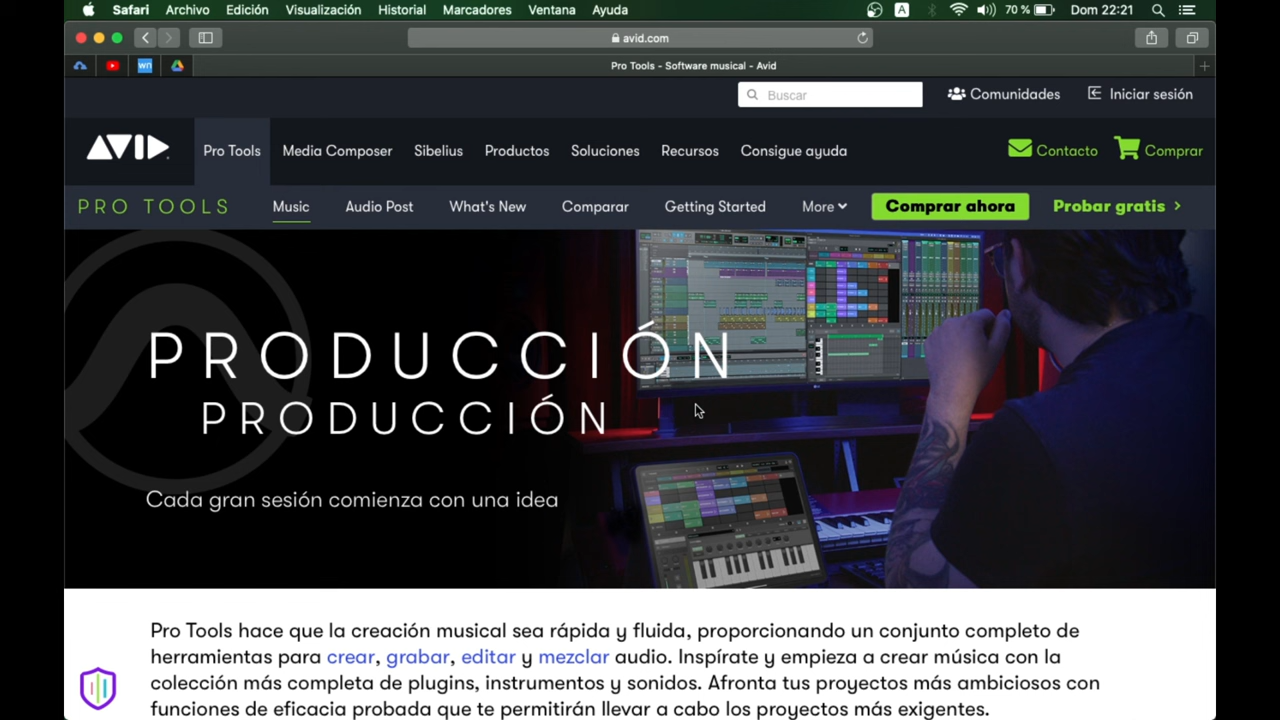 Safari Archivo Edición Visualización Historial Marcadores Ventana Ayuda A 70 % Dom 22:21
avid.com
wn Pro Tools - Software musical - Avid
Buscar Comunidades Iniciar sesión
AVID Pro Tools Media Composer Sibelius Productos Soluciones Recursos Consigue ayuda Contacto Comprar
PRO TOOLS Music Audio Post What's New Comparar Getting Started More Comprar ahora Probar gratis
PRODUCCIÓN
PRODUCCIÓN
Cada gran sesión comienza con una idea
Pro Tools hace que la creación musical sea rápida y fluida, proporcionando un conjunto completo de
herramientas para crear, grabar, editar y mezclar audio. Inspírate y empieza a crear música con la
colección más completa de plugins, instrumentos y sonidos. Afronta tus proyectos más ambiciosos con
funciones de eficacia probada que te permitirán llevar a cabo los proyectos más exigentes.